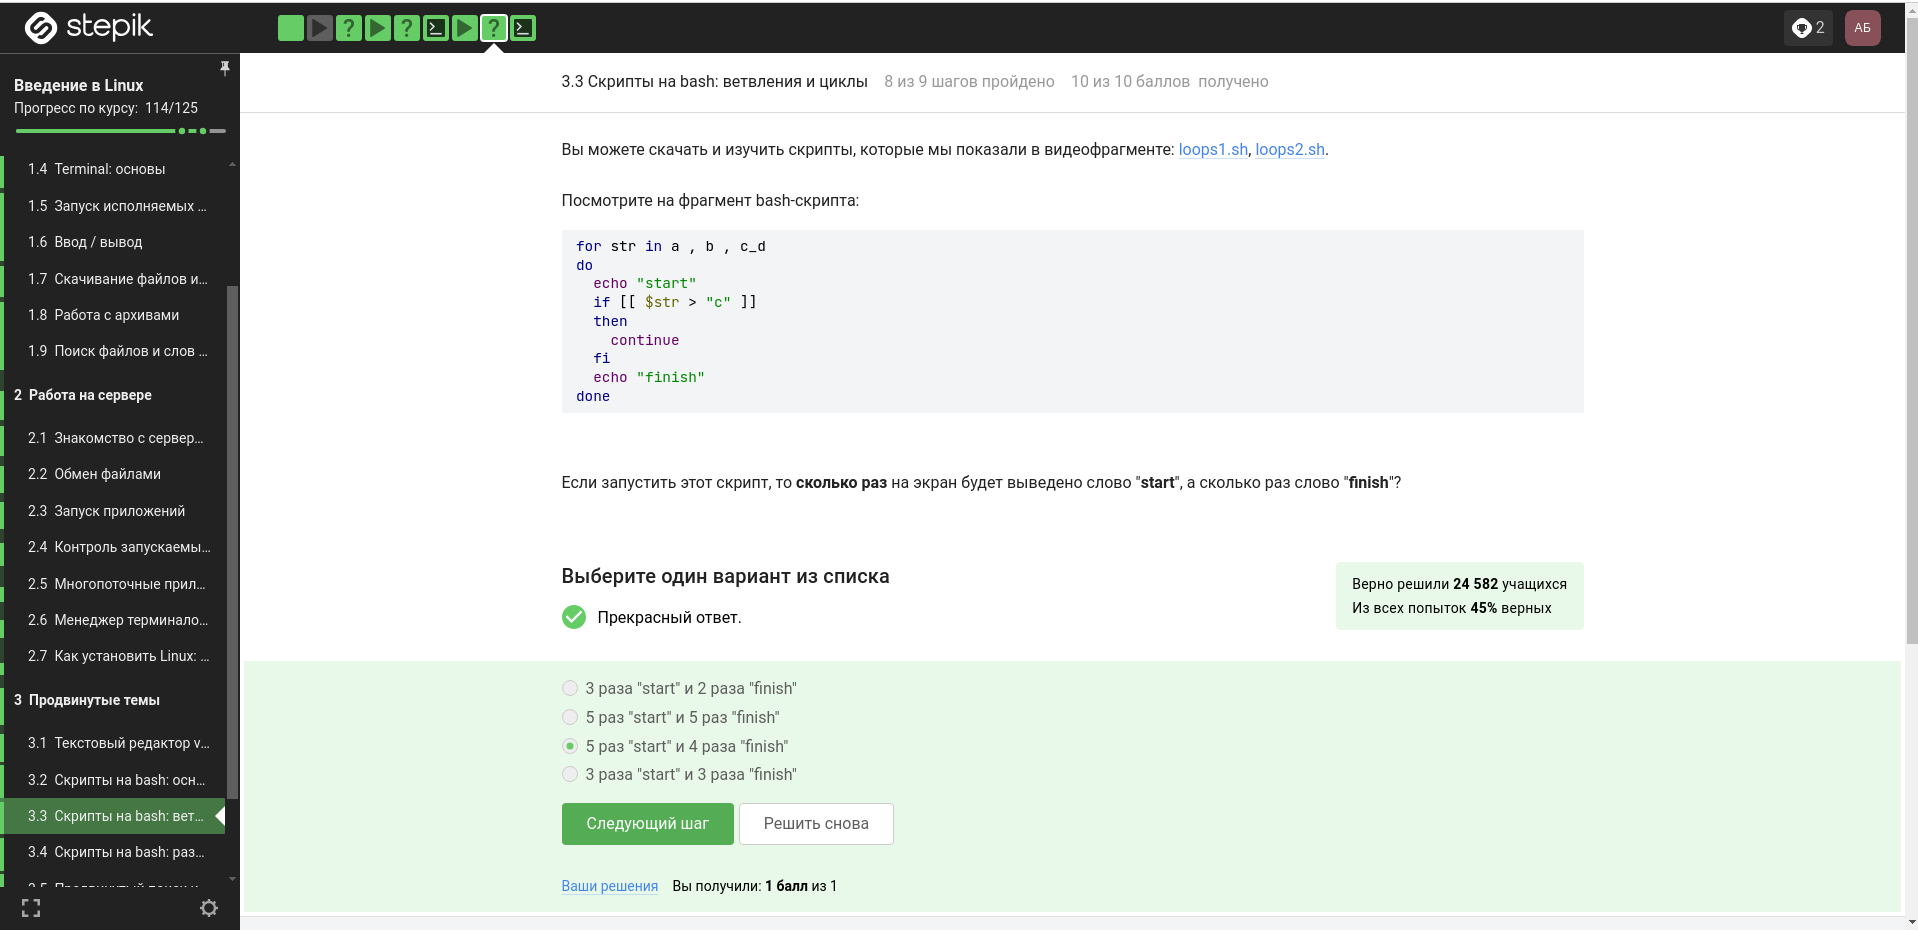 stepik
2
АБ
Введение в Linux
Прогресс по курсу: 114/125
1.4 Terminal: основы
1.5 Запуск исполняемых ...
1.6 Ввод / вывод
1.7 Скачивание файлов и...
1.8 Работа с архивами
1.9 Поиск файлов и слов ...
2 Работа на сервере
2.1 Знакомство с сервер...
2.2 Обмен файлами
2.3 Запуск приложений
2.4 Контроль запускаемы...
2.5 Многопоточные прил...
2.6 Менеджер терминало...
2.7 Как установить Linux: ...
3 Продвинутые темы
3.1 Текстовый редактор v...
3.2 Скрипты на bash: осн...
3.3 Скрипты на bash: вет...
3.4 Скрипты на bash: раз...
3.3 Скрипты на bash: ветвления и циклы 8 из 9 шагов пройдено 10 из 10 баллов получено
Вы можете скачать и изучить скрипты, которые мы показали в видеофрагменте: loops1.sh, loops2.sh.
Посмотрите на фрагмент bash-скрипта:
for str in a , b , c_d
do
echo "start"
if [[ $str > "c" ]]
then
continue
fi
echo "finish"
done
Если запустить этот скрипт, то сколько раз на экран будет выведено слово "start", а сколько раз слово "finish"?
Выберите один вариант из списка
Прекрасный ответ.
Верно решили 24 582 учащихся
Из всех попыток 45% верных
3 раза "start" и 2 раза "finish"
5 раз "start" и 5 раз "finish"
5 раз "start" и 4 раза "finish"
3 раза "start" и 3 раза "finish"
Следующий шаг Решить снова
Ваши решения Вы получили: 1 балл из 1